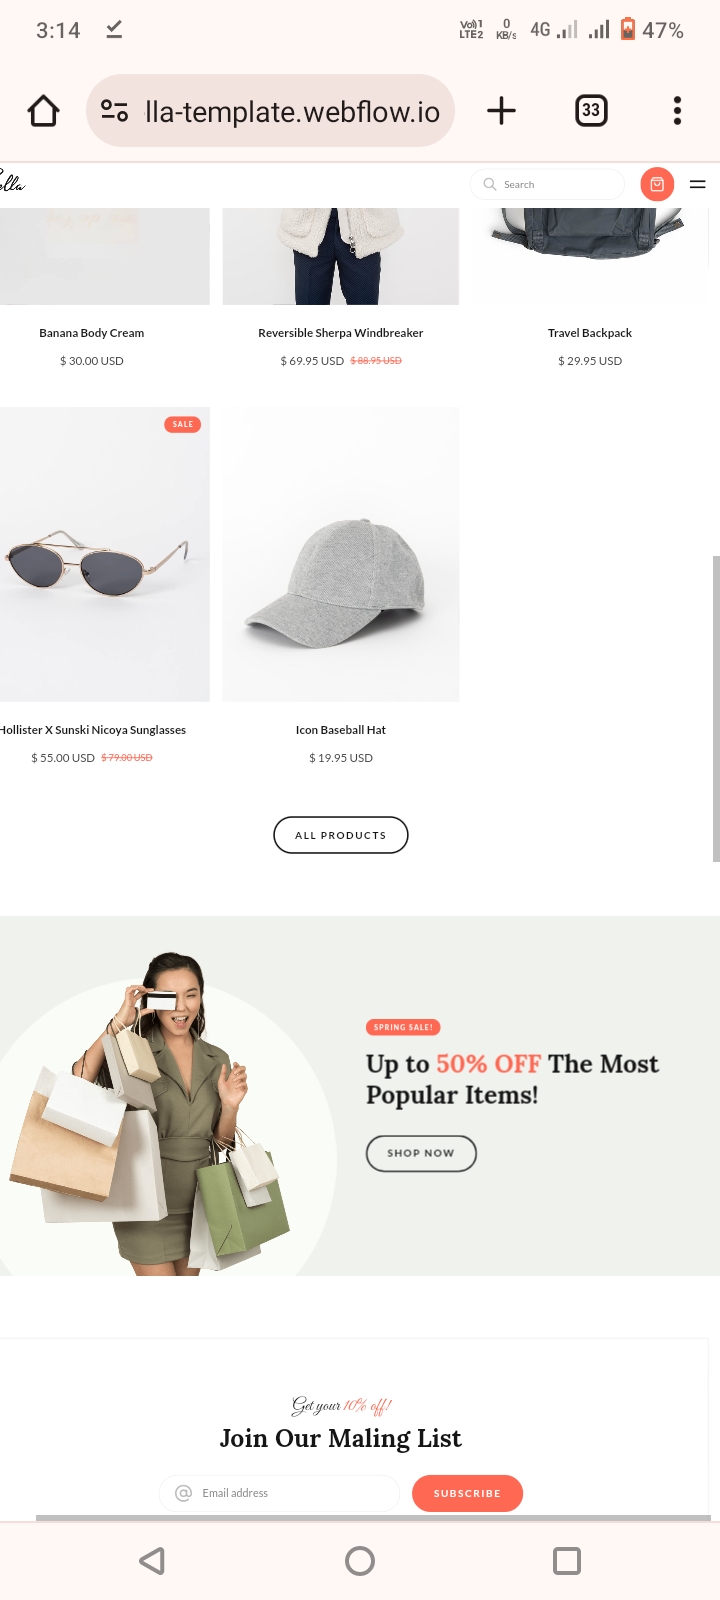 3:14
Vo))1
LTE2
0
KB/s
4G
47%
lla-template.webflow.io
33
ella
Search
Banana Body Cream
Reversible Sherpa Windbreaker
Travel Backpack
$ 30.00 USD
$ 69.95 USD $ 88.95 USD
$ 29.95 USD
SALE
Hollister X Sunski Nicoya Sunglasses
Icon Baseball Hat
$ 55.00 USD $ 79.00 USD
$ 19.95 USD
ALL PRODUCTS
SPRING SALE!
Up to 50% OFF The Most
Popular Items!
SHOP NOW
Get your 10% off!
Join Our Maling List
@ Email address
SUBSCRIBE